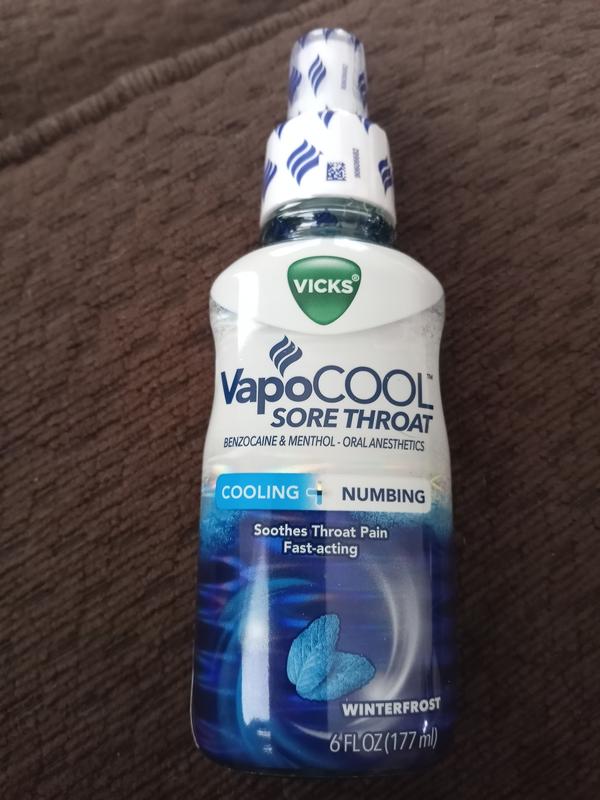 VICKS®
VapoCOOL™
SORE THROAT
BENZOCAINE & MENTHOL - ORAL ANESTHETICS
COOLING + NUMBING
Soothes Throat Pain
Fast-acting
WINTERFROST
6 FL OZ (177 ml)